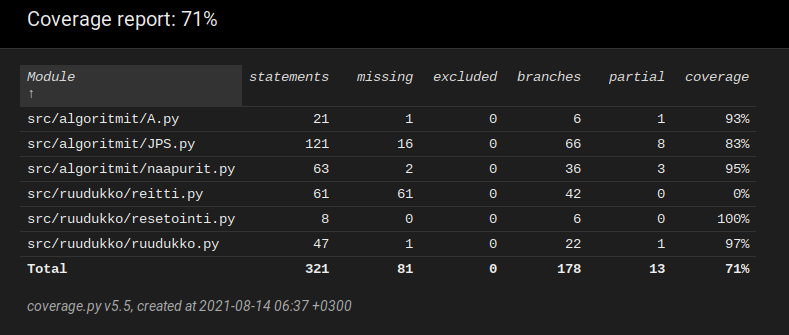 Coverage report: 71%
Module statements missing excluded branches partial coverage
↑
src/algoritmit/A.py 21 1 0 6 1 93%
src/algoritmit/JPS.py 121 16 0 66 8 83%
src/algoritmit/naapurit.py 63 2 0 36 3 95%
src/ruudukko/reitti.py 61 61 0 42 0 0%
src/ruudukko/resetointi.py 8 0 0 6 0 100%
src/ruudukko/ruudukko.py 47 1 0 22 1 97%
Total 321 81 0 178 13 71%
coverage.py v5.5, created at 2021-08-14 06:37 +0300